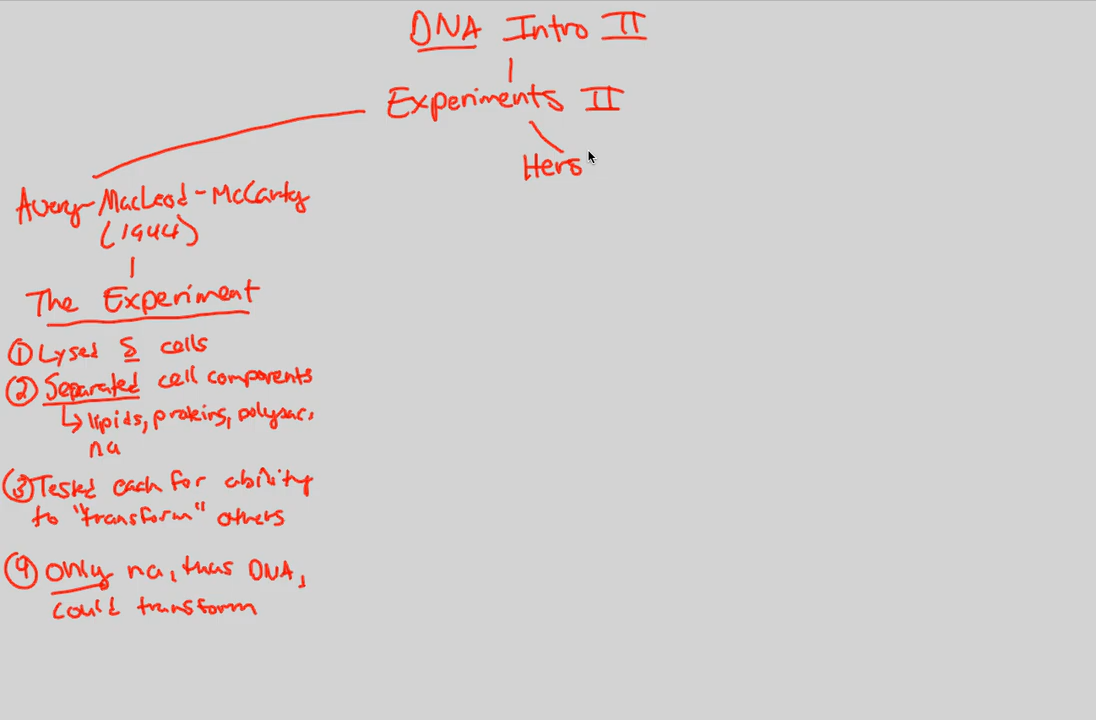 DNA Intro II
Experiments II
Hers
Avery-MacLeod-McCarty
(1944)
The Experiment
① Lysed S cells
② Separated cell components
↳ lipids, proteins, polysac,
na
③ Tested each for ability
to "transform" others
④ only na, thus DNA,
could transform